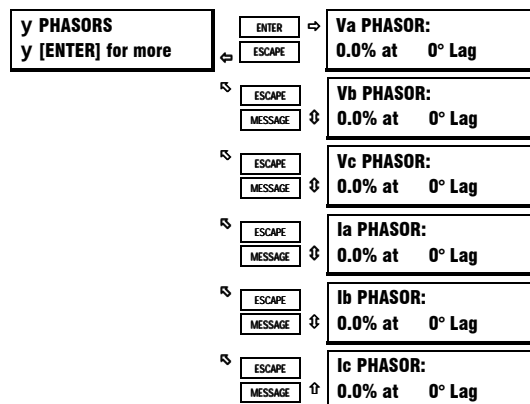 y PHASORS
y [ENTER] for more
ENTER ⇨
ESCAPE ⇦
Va PHASOR:
0.0% at 0° Lag
ESCAPE
MESSAGE ⇕
Vb PHASOR:
0.0% at 0° Lag
ESCAPE
MESSAGE ⇕
Vc PHASOR:
0.0% at 0° Lag
ESCAPE
MESSAGE ⇕
Ia PHASOR:
0.0% at 0° Lag
ESCAPE
MESSAGE ⇕
Ib PHASOR:
0.0% at 0° Lag
ESCAPE
MESSAGE ⇧
Ic PHASOR:
0.0% at 0° Lag